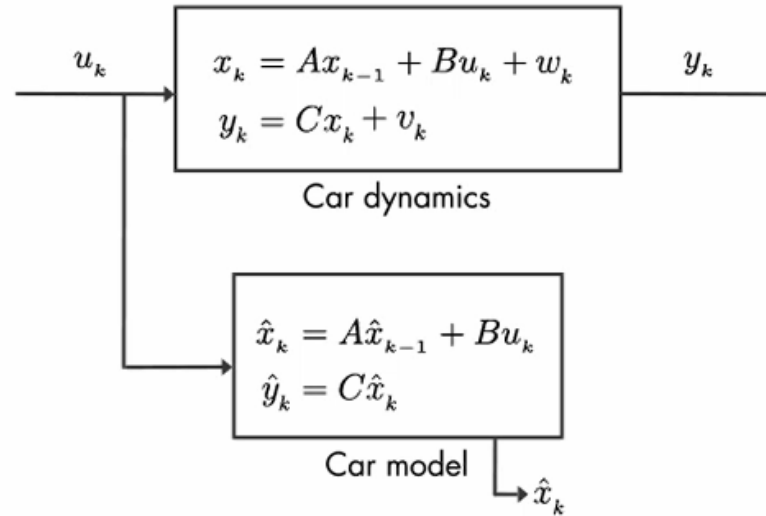 u_k
x_k = Ax_{k-1} + Bu_k + w_k
y_k = Cx_k + v_k
y_k
Car dynamics
x̂_k = Ax̂_{k-1} + Bu_k
ŷ_k = Cx̂_k
Car model
x̂_k